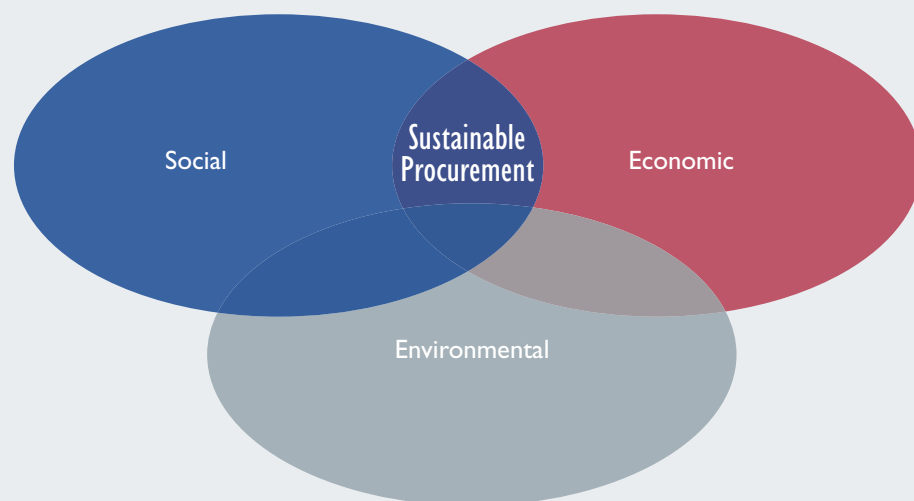 Social
Sustainable
Procurement
Economic
Environmental